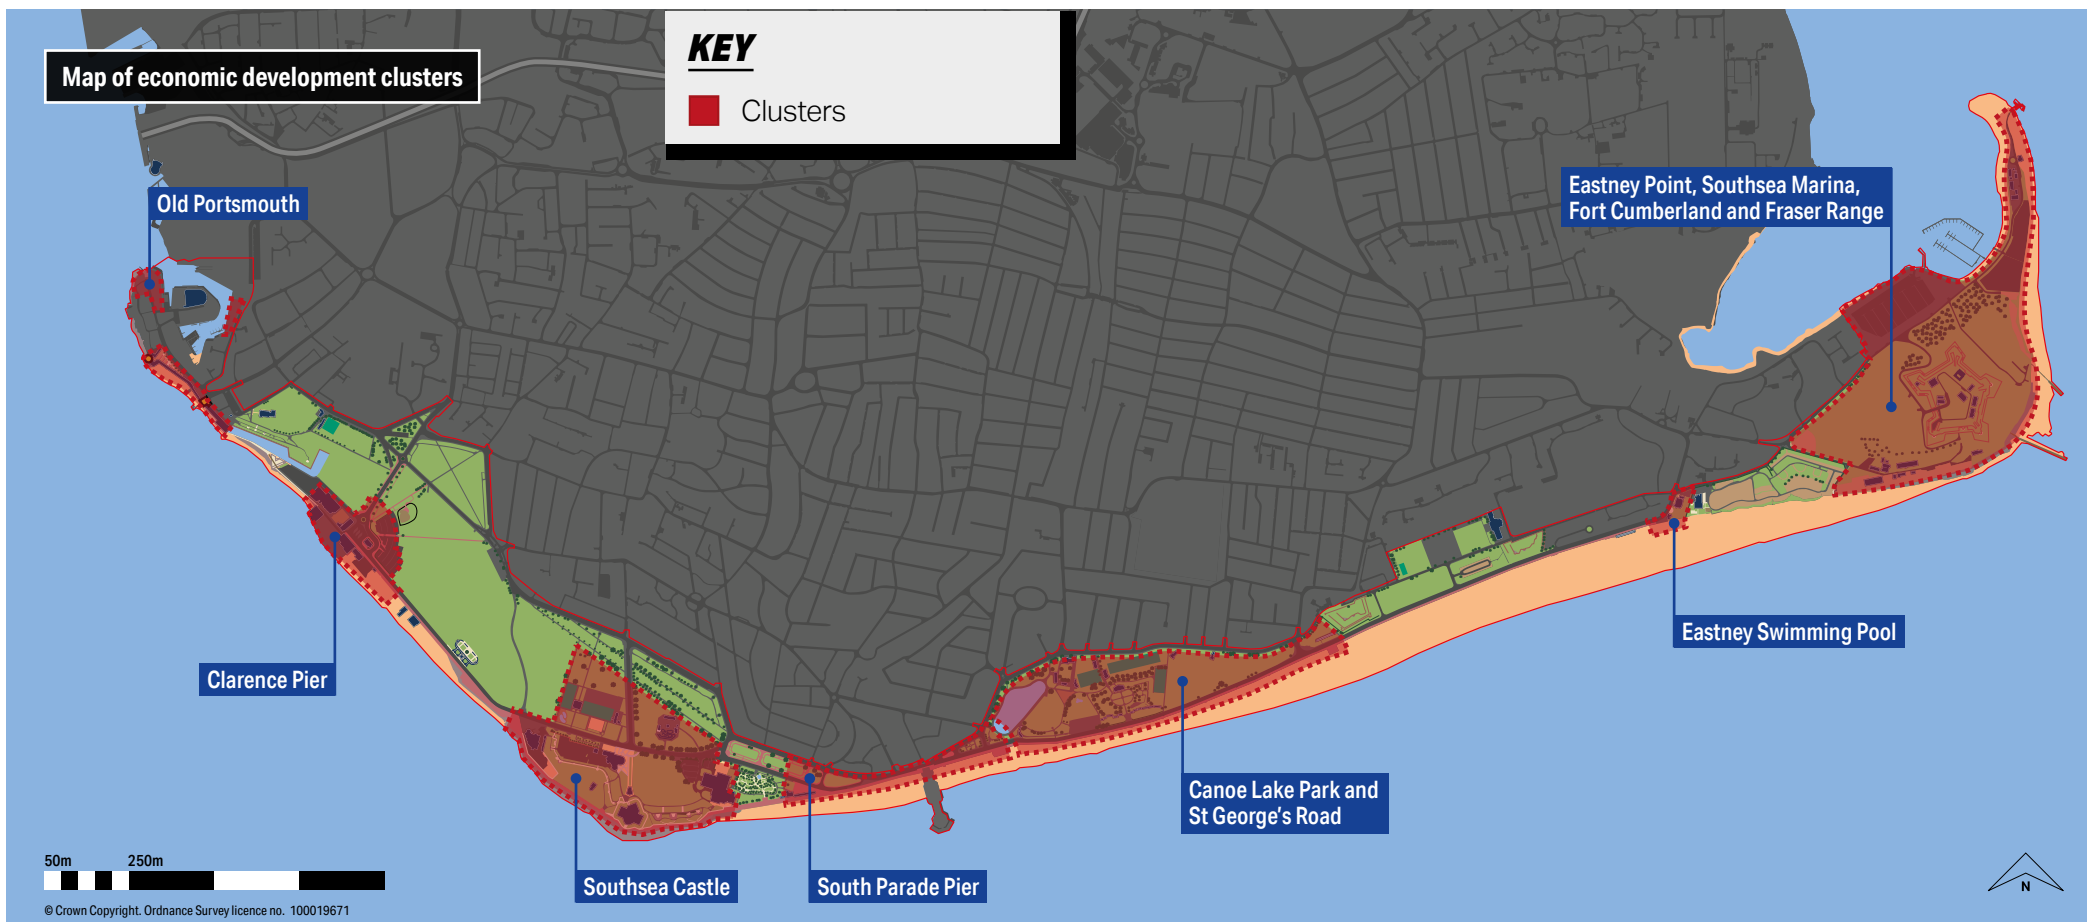 Map of economic development clusters
KEY
Clusters
Old Portsmouth
Eastney Point, Southsea Marina,
Fort Cumberland and Fraser Range
Clarence Pier
Eastney Swimming Pool
Canoe Lake Park and
St George's Road
Southsea Castle
South Parade Pier
50m 250m
© Crown Copyright. Ordnance Survey licence no. 100019671
N